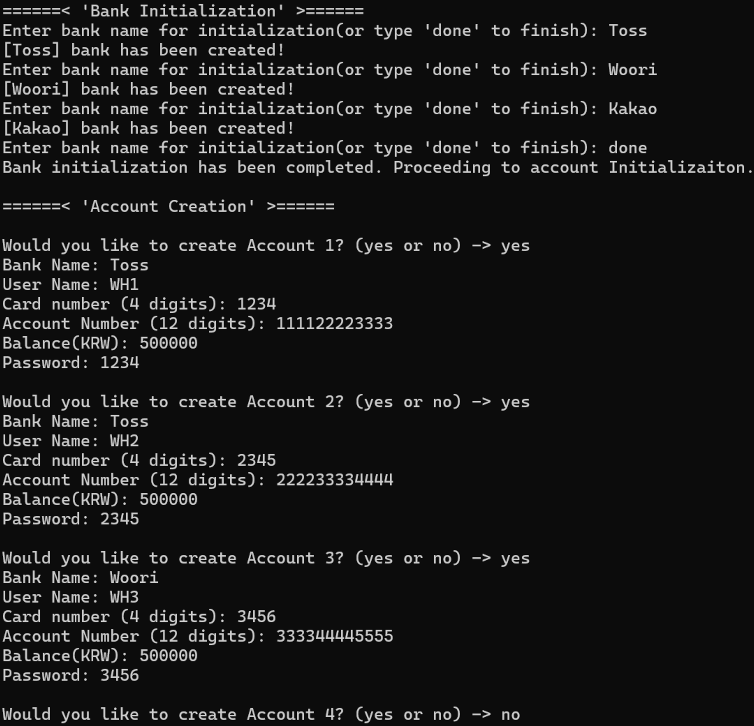 ======< 'Bank Initialization' >======
Enter bank name for initialization(or type 'done' to finish): Toss
[Toss] bank has been created!
Enter bank name for initialization(or type 'done' to finish): Woori
[Woori] bank has been created!
Enter bank name for initialization(or type 'done' to finish): Kakao
[Kakao] bank has been created!
Enter bank name for initialization(or type 'done' to finish): done
Bank initialization has been completed. Proceeding to account Initializaiton.
======< 'Account Creation' >======
Would you like to create Account 1? (yes or no) -> yes
Bank Name: Toss
User Name: WH1
Card number (4 digits): 1234
Account Number (12 digits): 111122223333
Balance(KRW): 500000
Password: 1234
Would you like to create Account 2? (yes or no) -> yes
Bank Name: Toss
User Name: WH2
Card number (4 digits): 2345
Account Number (12 digits): 222233334444
Balance(KRW): 500000
Password: 2345
Would you like to create Account 3? (yes or no) -> yes
Bank Name: Woori
User Name: WH3
Card number (4 digits): 3456
Account Number (12 digits): 333344445555
Balance(KRW): 500000
Password: 3456
Would you like to create Account 4? (yes or no) -> no